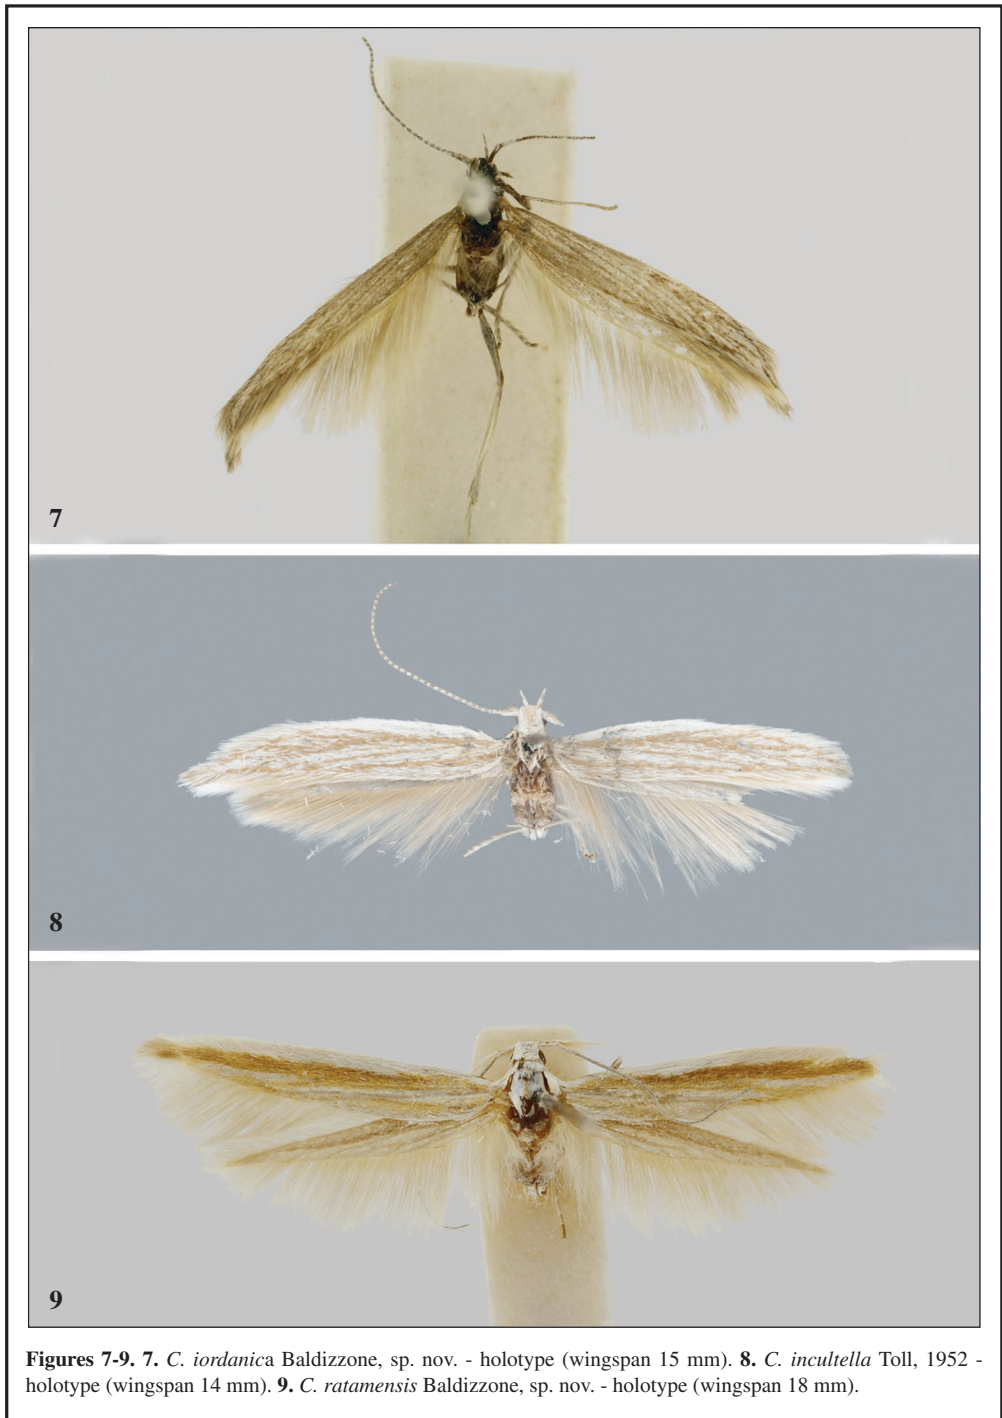 7
8
9
Figures 7-9. 7. C. iordanica Baldizzone, sp. nov. - holotype (wingspan 15 mm). 8. C. incultella Toll, 1952 -
holotype (wingspan 14 mm). 9. C. ratamensis Baldizzone, sp. nov. - holotype (wingspan 18 mm).